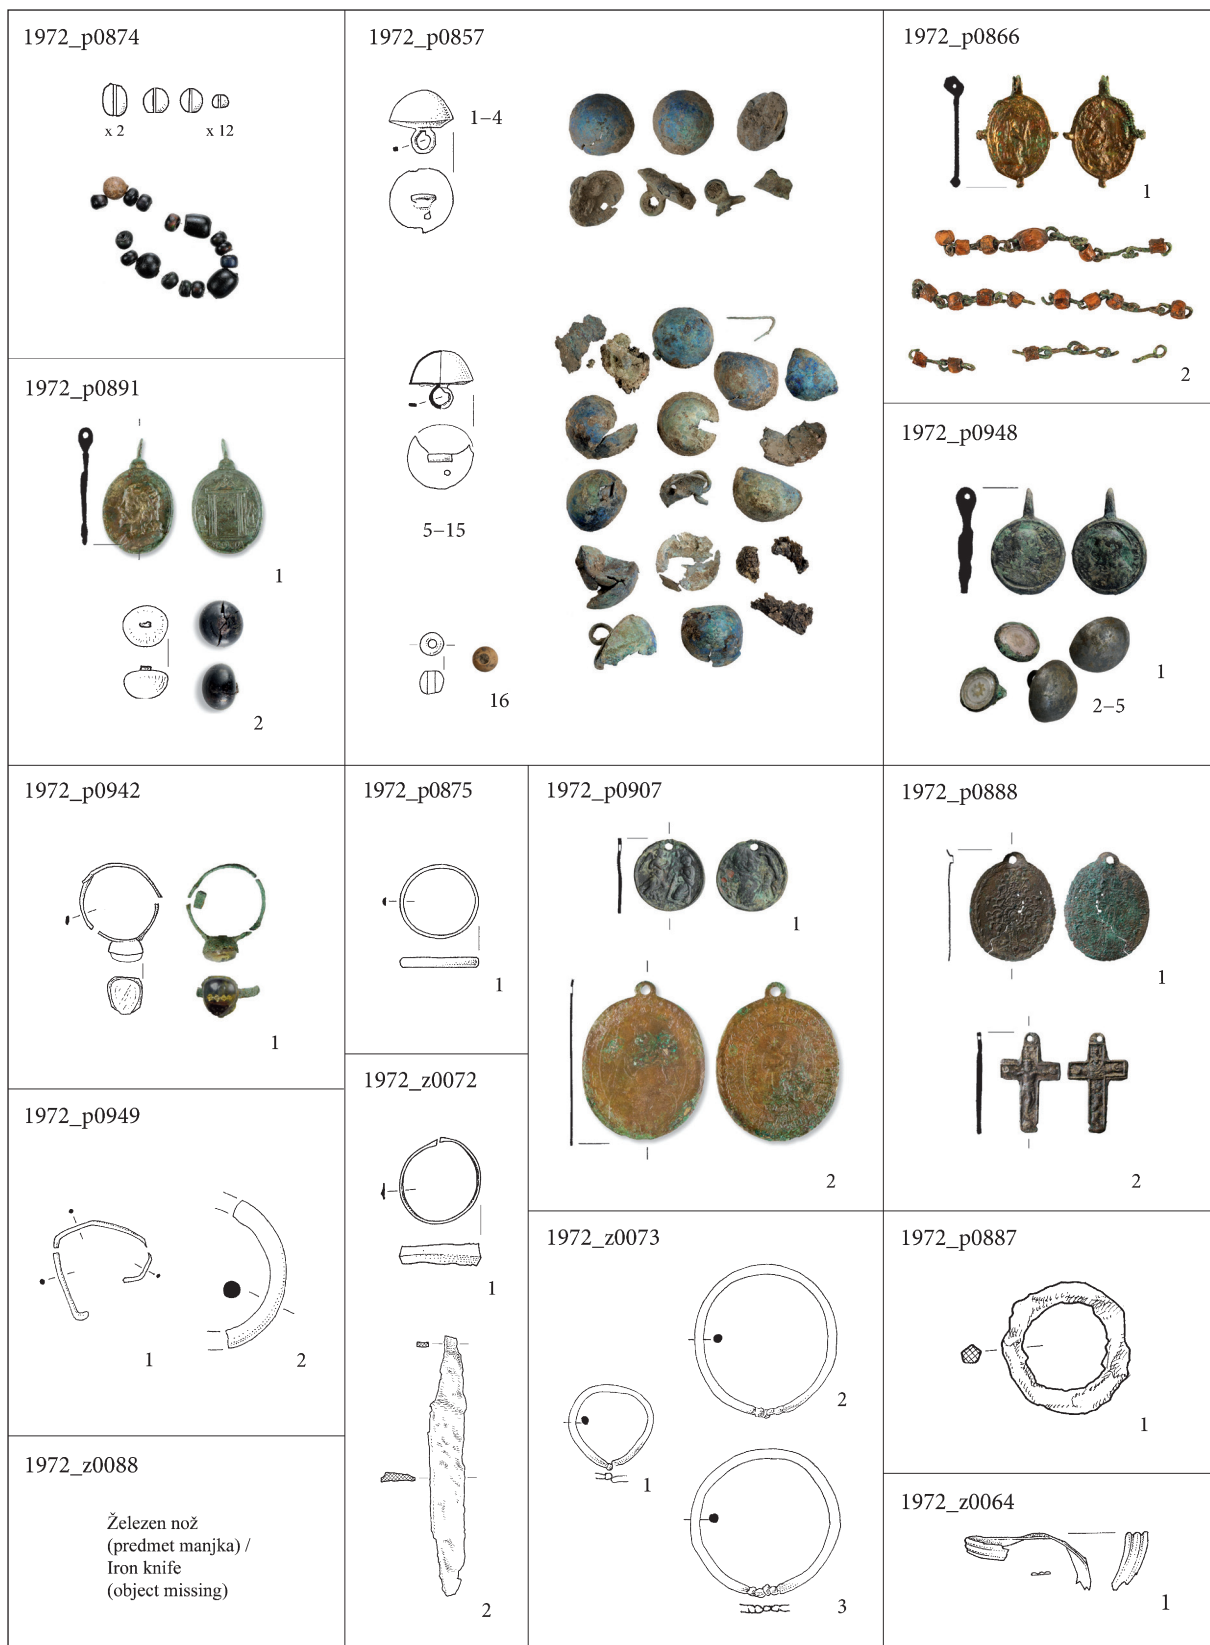 1972_p0874
x 2
x 12
1972_p0857
1–4
5–15
16
1972_p0866
1
2
1972_p0891
1
2
1972_p0948
1
2–5
1972_p0942
1
1972_p0875
1
1972_p0907
1
2
1972_p0888
1
2
1972_p0949
1
2
1972_z0072
1
2
1972_z0073
1
2
3
1972_p0887
1
1972_z0088
Železen nož
(predmet manjka) /
Iron knife
(object missing)
1972_z0064
1